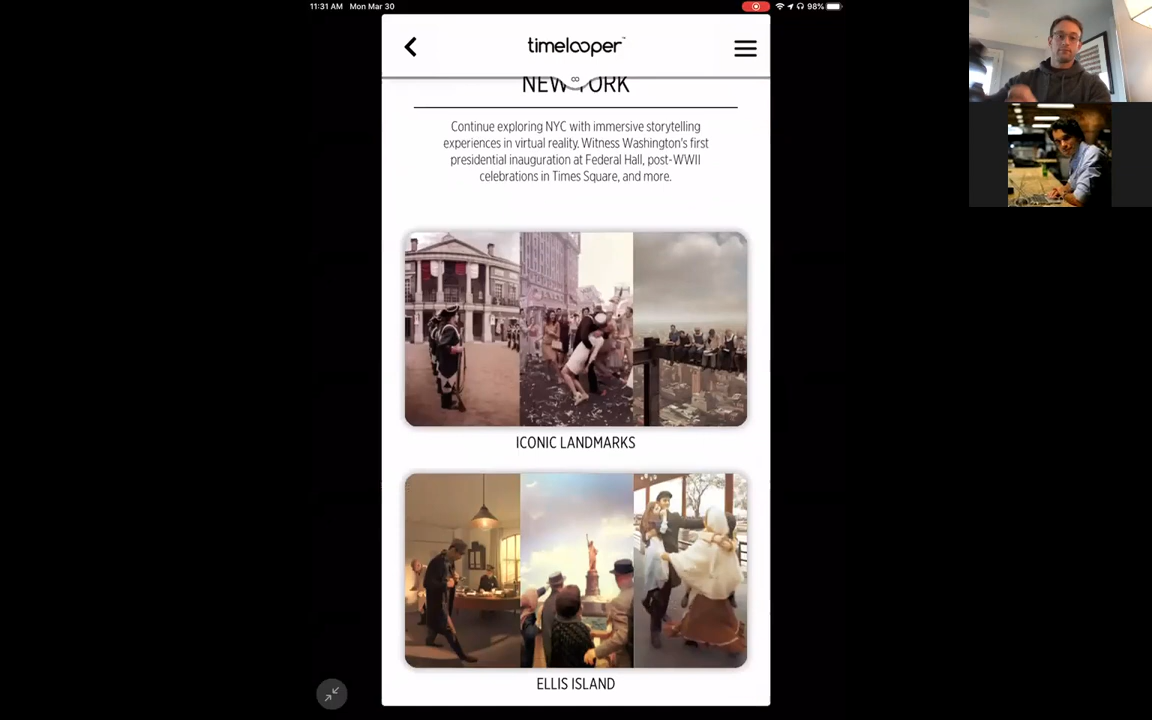 11:31 AM Mon Mar 30
98%
timelooper™
NEW YORK
Continue exploring NYC with immersive storytelling
experiences in virtual reality. Witness Washington's first
presidential inauguration at Federal Hall, post-WWII
celebrations in Times Square, and more.
ICONIC LANDMARKS
ELLIS ISLAND